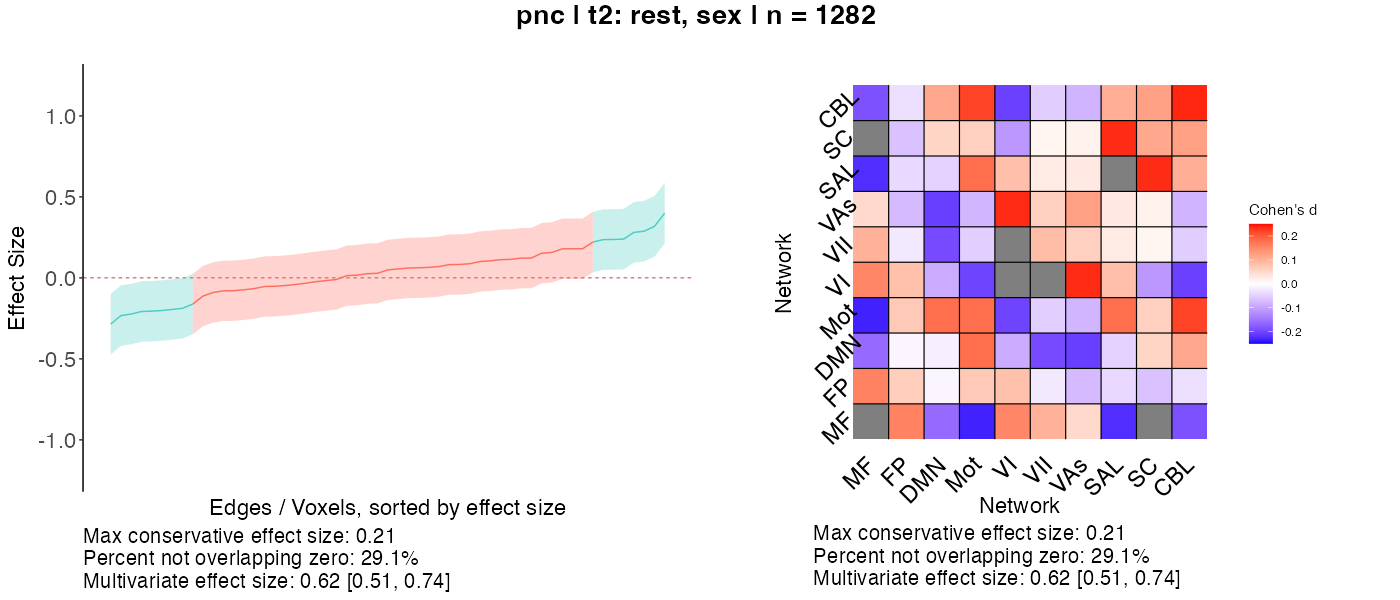 pnc | t2: rest, sex | n = 1282
Effect Size
1.0
0.5
0.0
-0.5
-1.0
Edges / Voxels, sorted by effect size
Max conservative effect size: 0.21
Percent not overlapping zero: 29.1%
Multivariate effect size: 0.62 [0.51, 0.74]
Network
CBL
SC
SAL
VAs
VII
VI
Mot
DMN
FP
MF
MF
FP
DMN
Mot
VI
VII
VAs
SAL
SC
CBL
Network
Max conservative effect size: 0.21
Percent not overlapping zero: 29.1%
Multivariate effect size: 0.62 [0.51, 0.74]
Cohen's d
0.2
0.1
0.0
-0.1
-0.2